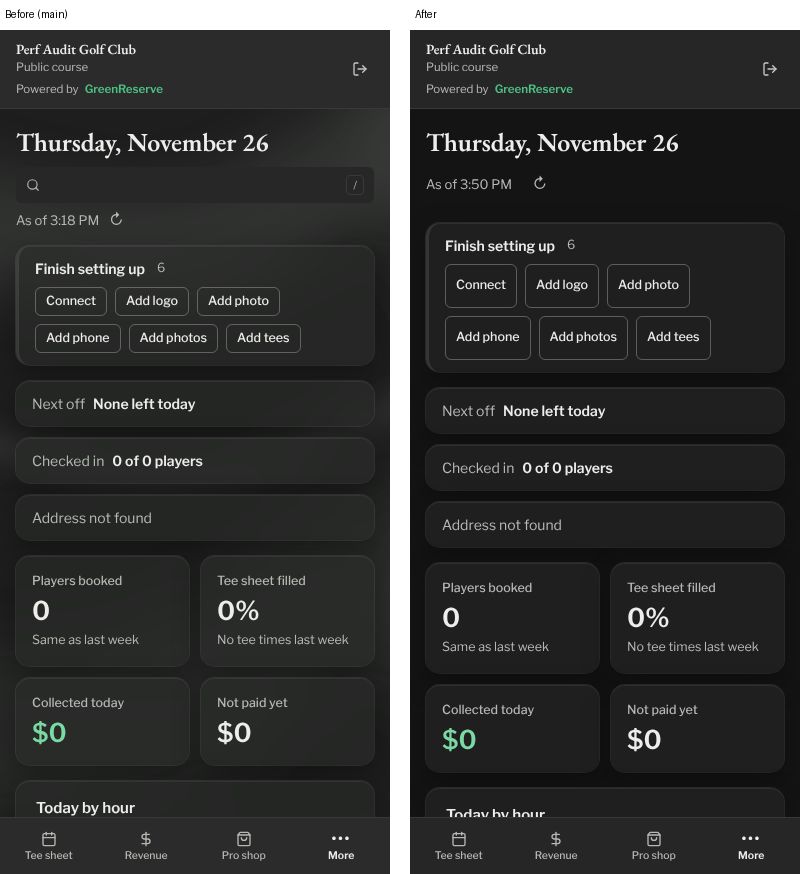 Before (main)
Perf Audit Golf Club
Public course
Powered by GreenReserve
Thursday, November 26
/
As of 3:18 PM
Finish setting up 6
Connect Add logo Add photo
Add phone Add photos Add tees
Next off None left today
Checked in 0 of 0 players
Address not found
Players booked Tee sheet filled
0 0%
Same as last week No tee times last week
Collected today Not paid yet
$0 $0
Today by hour
Tee sheet Revenue Pro shop More
After
Perf Audit Golf Club
Public course
Powered by GreenReserve
Thursday, November 26
As of 3:50 PM
Finish setting up 6
Connect Add logo Add photo
Add phone Add photos Add tees
Next off None left today
Checked in 0 of 0 players
Address not found
Players booked Tee sheet filled
0 0%
Same as last week No tee times last week
Collected today Not paid yet
$0 $0
Today by hour
Tee sheet Revenue Pro shop More